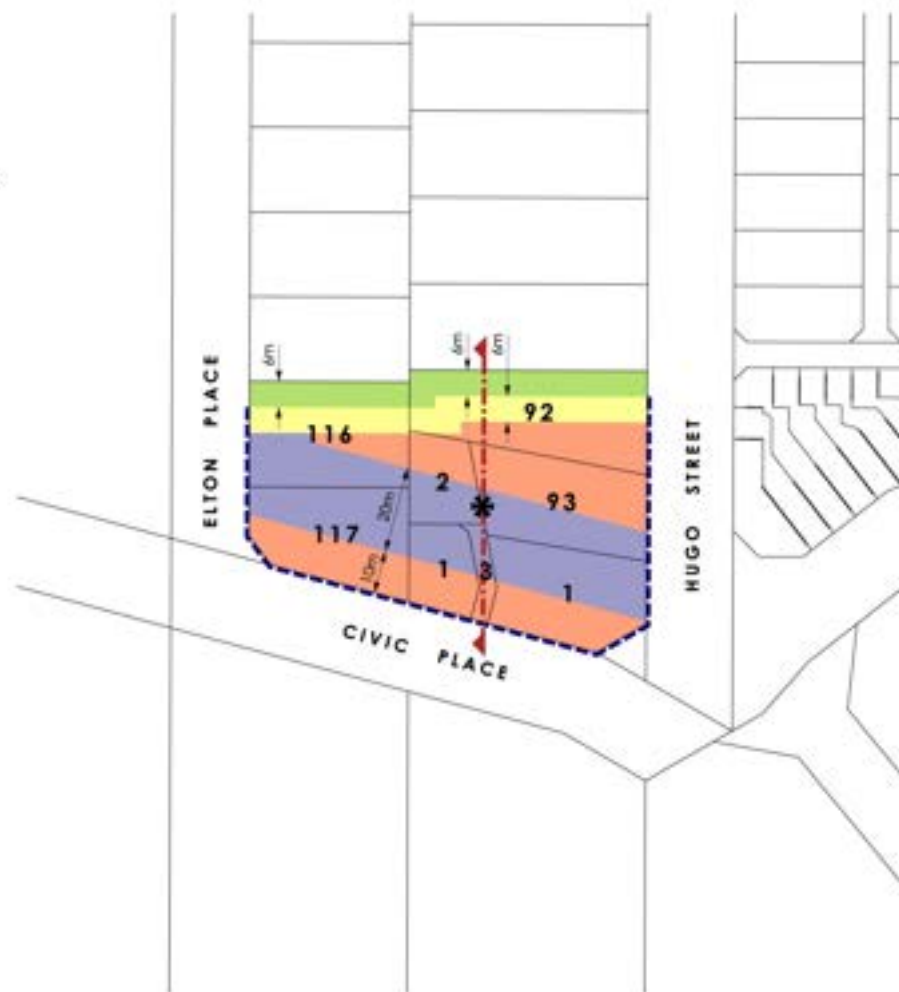 6m
6m
6m
92
116
2
93
20m
117
1
3
1
10m
ELTON PLACE
HUGO STREET
CIVIC PLACE